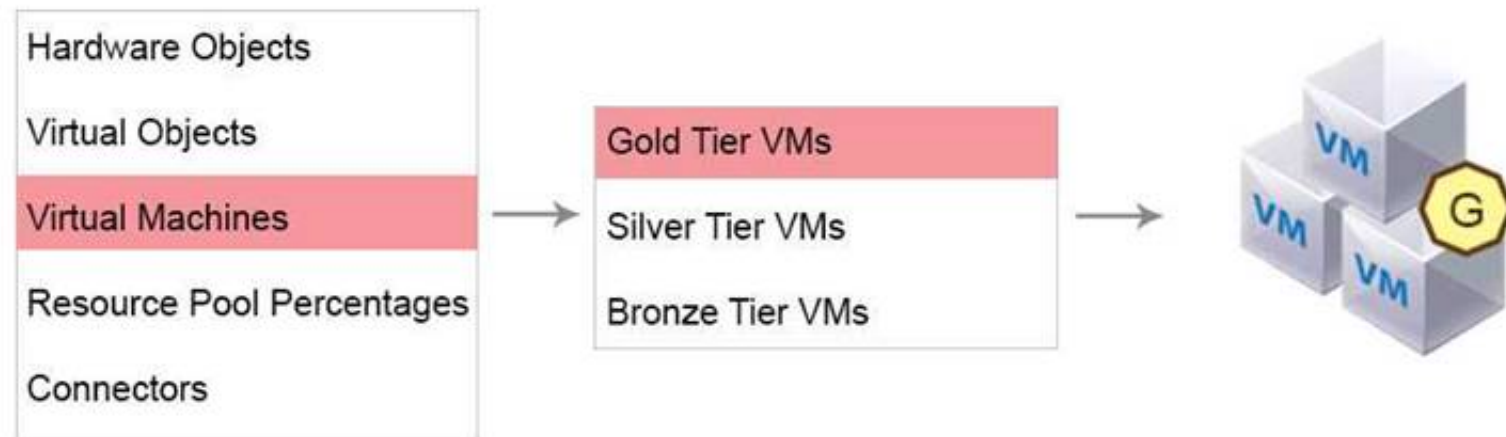 Hardware Objects
Virtual Objects
Virtual Machines
Resource Pool Percentages
Connectors
Gold Tier VMs
Silver Tier VMs
Bronze Tier VMs
VM
VM
VM
G